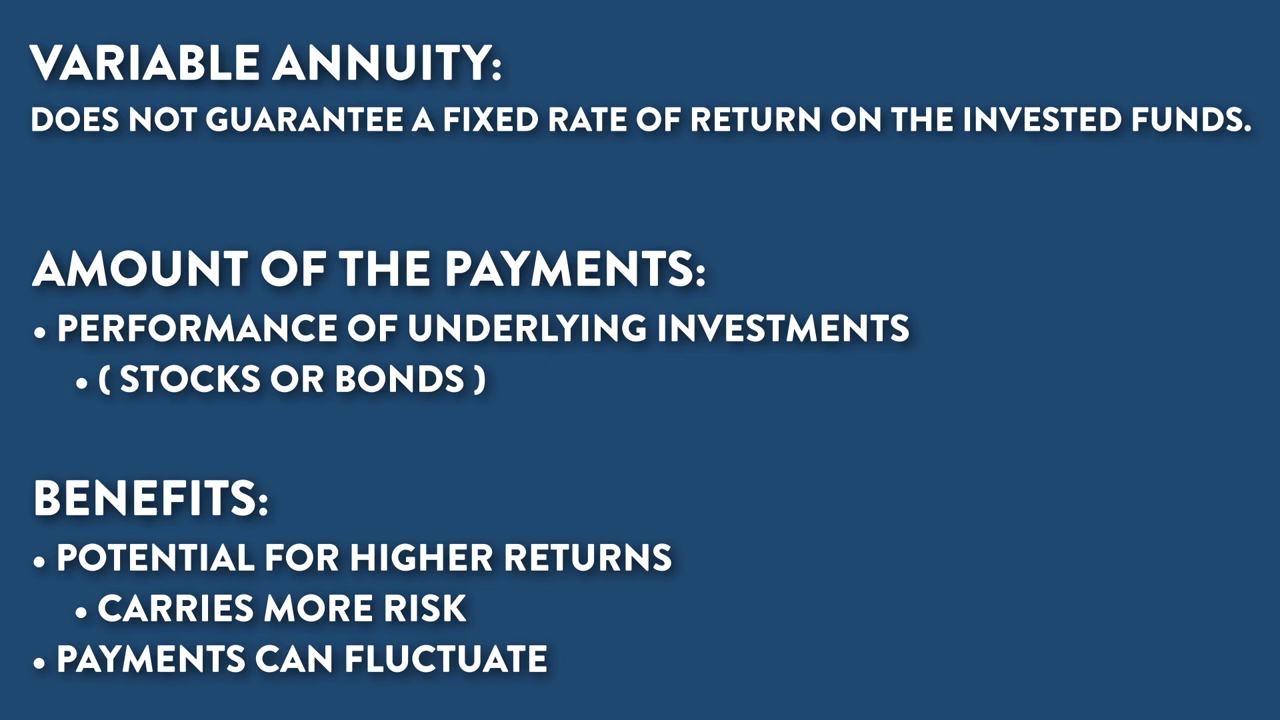 VARIABLE ANNUITY:
DOES NOT GUARANTEE A FIXED RATE OF RETURN ON THE INVESTED FUNDS.
AMOUNT OF THE PAYMENTS:
• PERFORMANCE OF UNDERLYING INVESTMENTS
• ( STOCKS OR BONDS )
BENEFITS:
• POTENTIAL FOR HIGHER RETURNS
• CARRIES MORE RISK
• PAYMENTS CAN FLUCTUATE